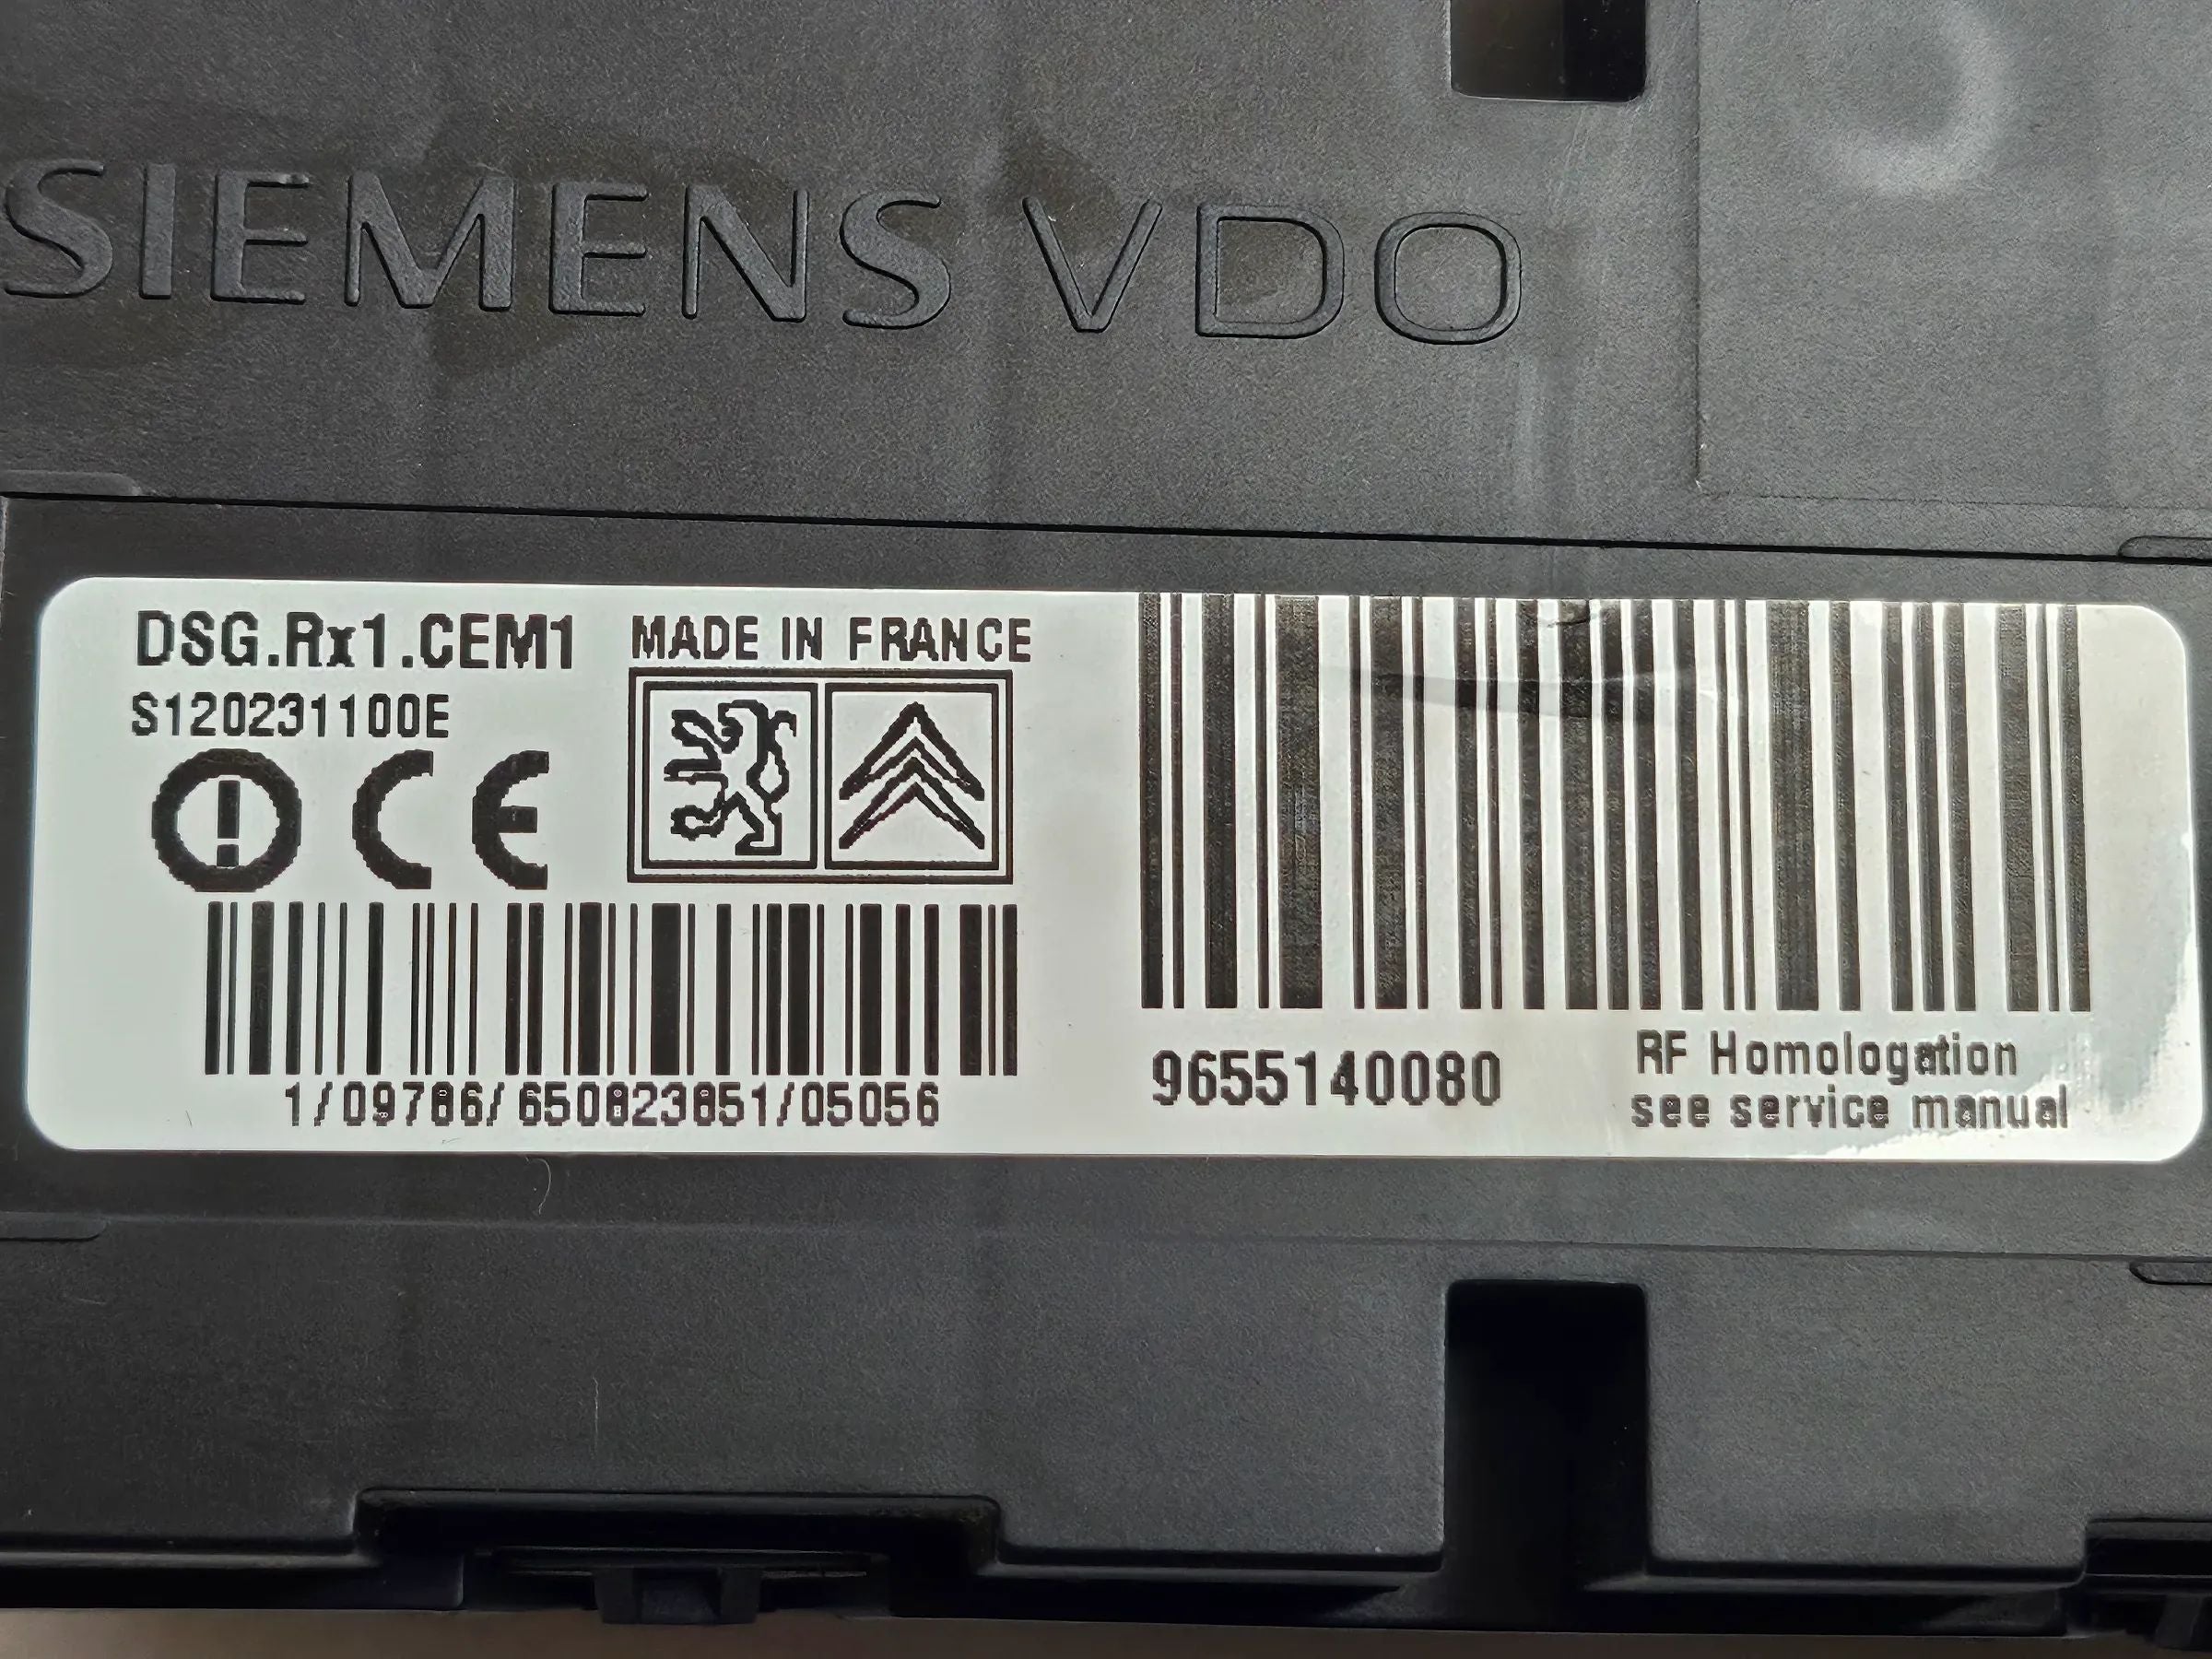 SIEMENS VDO
DSG.Rx1.CEM1
MADE IN FRANCE
S120231100E
CE
1/09786/650823851/05056
9655140080
RF Homologation
see service manual